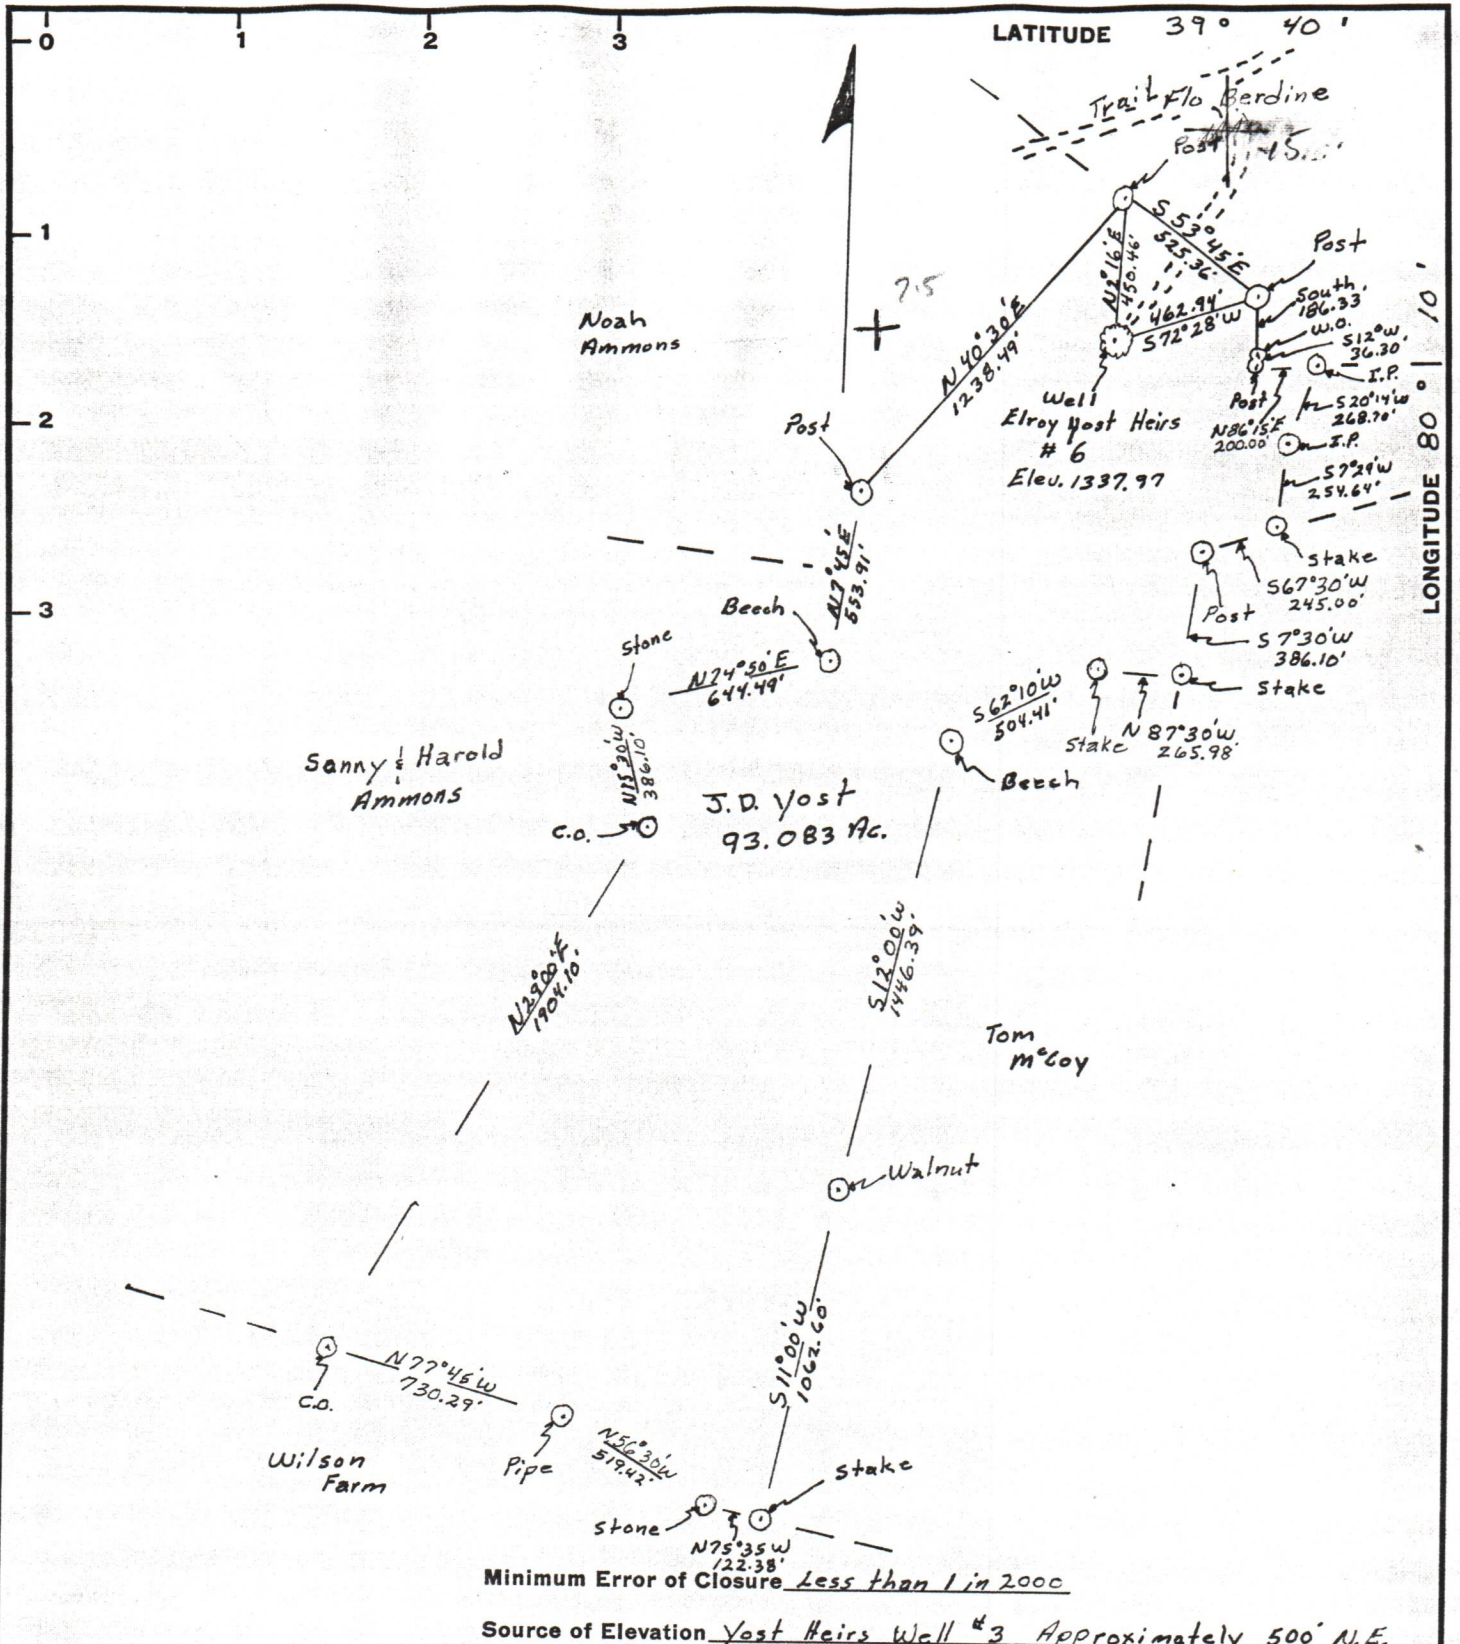 0 1 2 3
LATITUDE 39° 40'
Trail Flo Berdine
Post
S 53° 45' E
525.36'
1
Post
N2°16'E
450.46'
South
186.33'
7.5
462.94'
S72°28'W
W.O.
S12°W
36.30'
Noah
Ammons
N 40°30'E
1238.49'
I.P.
LONGITUDE 80° 10'
Well
Elroy Yost Heirs
# 6
Elev. 1337.97
Post
S20°14'W
268.70'
N86°15'E
200.00'
2
Post
I.P.
S7°29'W
254.64'
N7°45'E
553.91'
Stake
S67°30'W
245.00'
3
Beech
Post
Stone
S 7°30'W
386.10'
N24°50'E
644.49'
Stake
S62°10'W
504.41'
Stake
N 87°30'W
265.98'
N15°30'W
386.10'
Sonny & Harold
Ammons
Beech
J.D. Yost
93.083 Ac.
C.O.
S12°00'W
1446.39'
N29°00'E
1904.10'
Tom
McCoy
Walnut
S11°00'W
1062.60'
N77°45'W
730.29'
C.O.
Wilson
Farm
Pipe
N56°30'W
519.42'
Stake
Stone
N75°35'W
122.38'
Minimum Error of Closure Less than 1 in 2000
Source of Elevation Yost Heirs Well #3 Approximately 500' N.E.